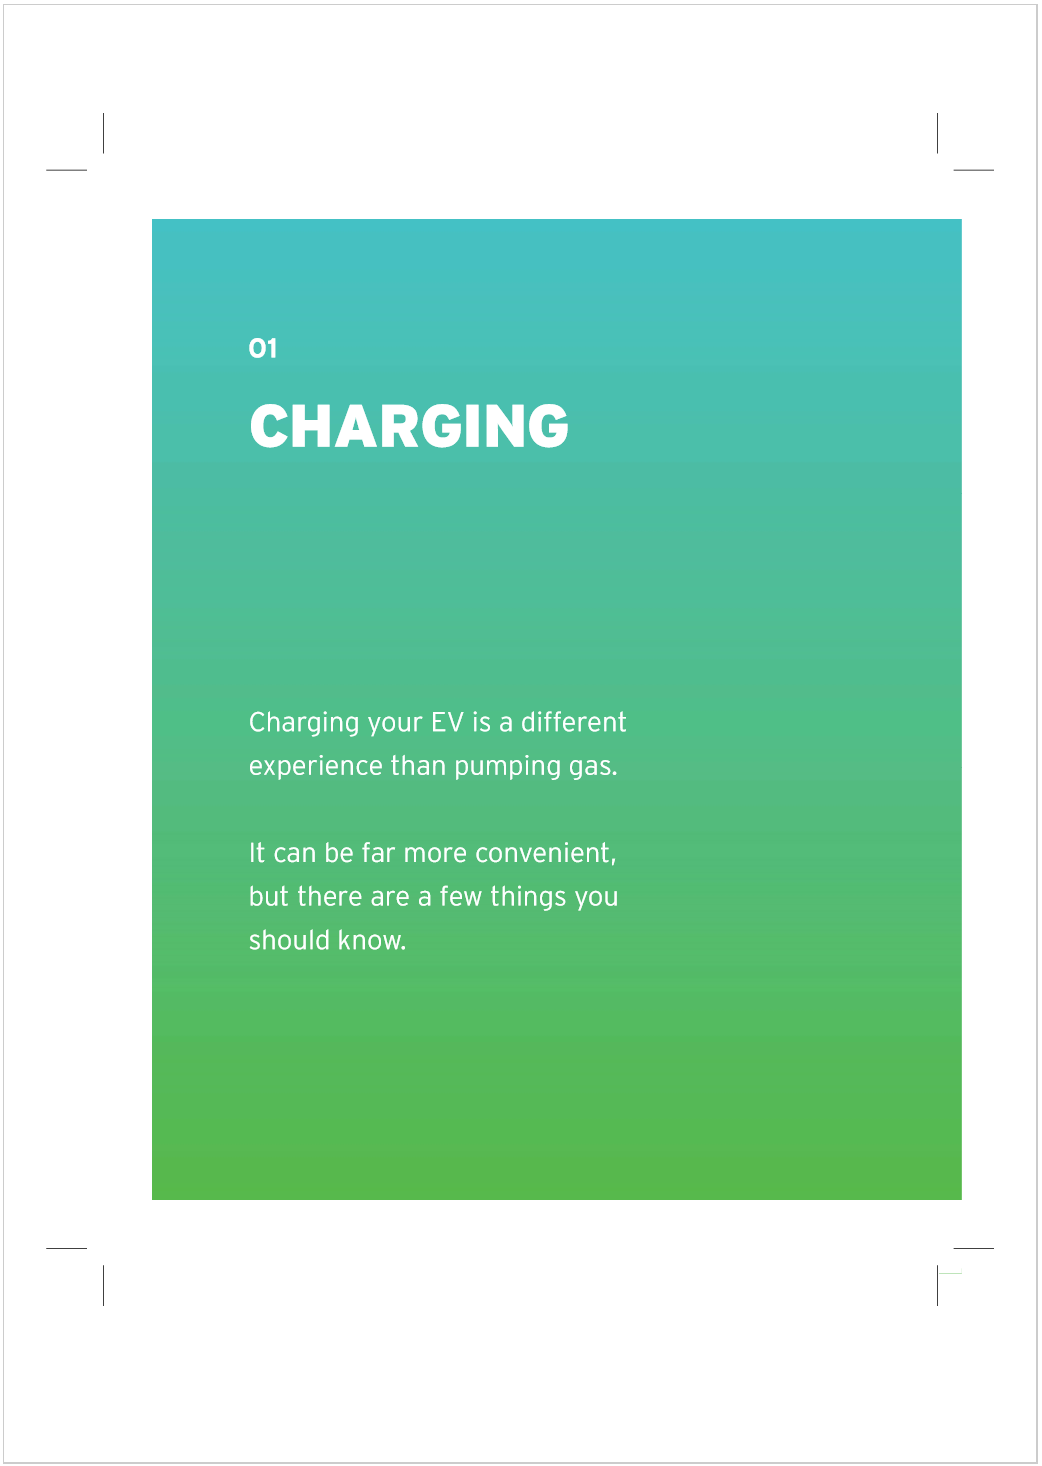 01
CHARGING
Charging your EV is a different
experience than pumping gas.
It can be far more convenient,
but there are a few things you
should know.